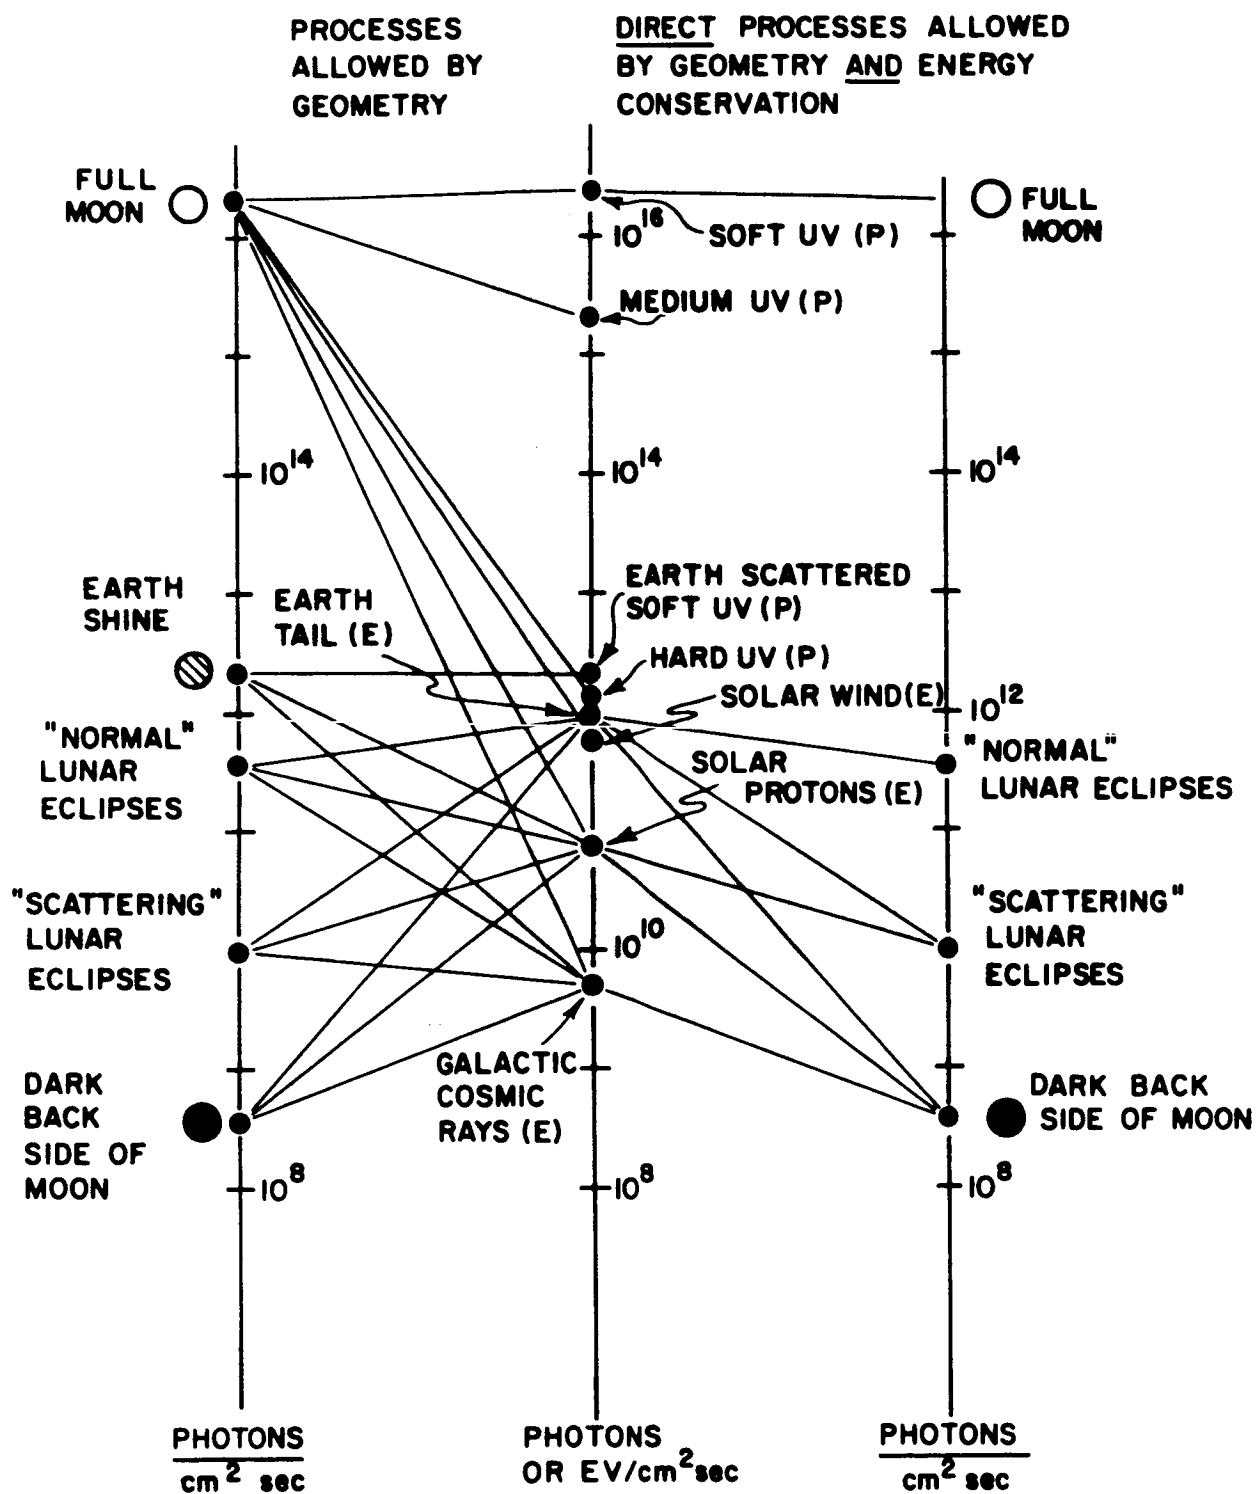 PROCESSES
ALLOWED BY
GEOMETRY
DIRECT PROCESSES ALLOWED
BY GEOMETRY AND ENERGY
CONSERVATION
FULL
MOON
10^16
SOFT UV (P)
FULL
MOON
MEDIUM UV (P)
10^14
10^14
10^14
EARTH
SHINE
EARTH
TAIL (E)
EARTH SCATTERED
SOFT UV (P)
HARD UV (P)
SOLAR WIND (E)
10^12
"NORMAL"
LUNAR
ECLIPSES
SOLAR
PROTONS (E)
"NORMAL"
LUNAR ECLIPSES
"SCATTERING"
LUNAR
ECLIPSES
10^10
"SCATTERING"
LUNAR
ECLIPSES
GALACTIC
COSMIC
RAYS (E)
DARK
BACK
SIDE OF
MOON
DARK BACK
SIDE OF MOON
10^8
10^8
10^8
PHOTONS
cm^2 sec
PHOTONS
OR EV/cm^2 sec
PHOTONS
cm^2 sec